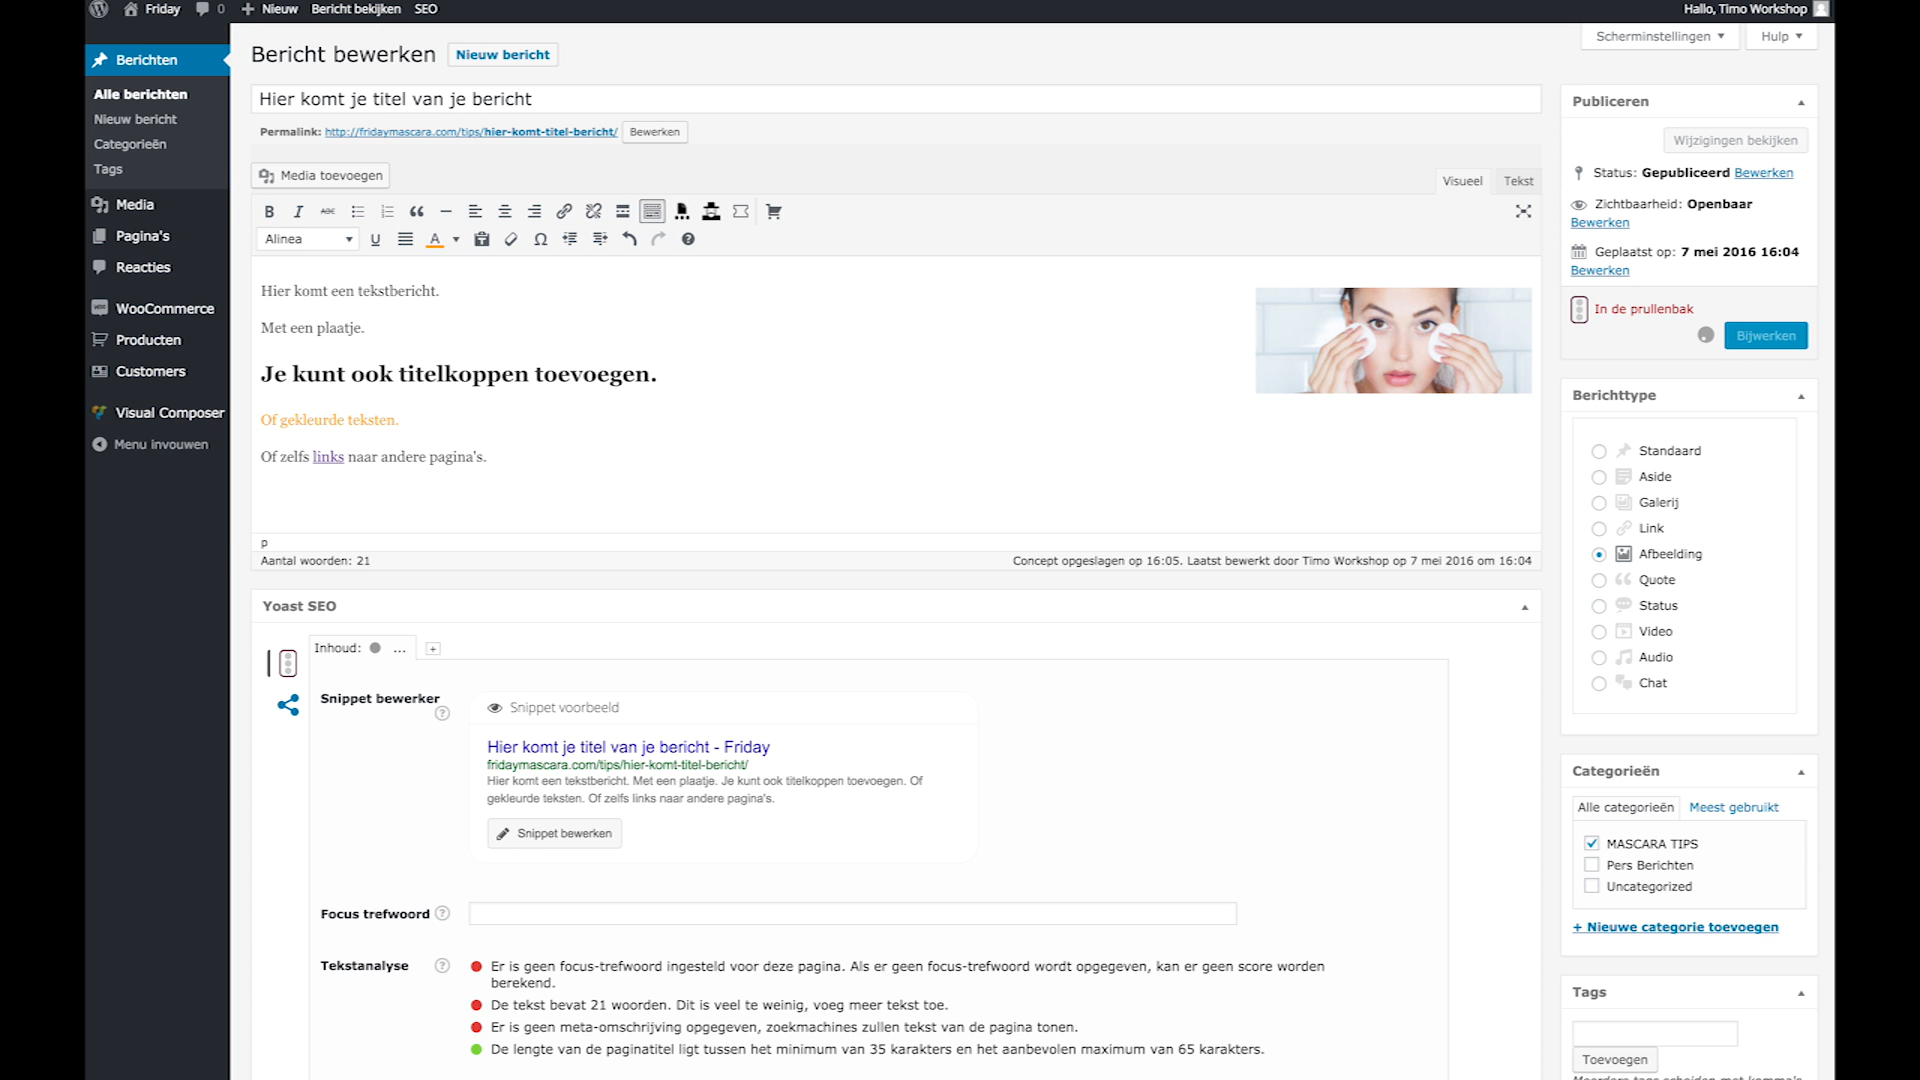 Friday 0 Nieuw Bericht bekijken SEO
Hallo, Timo Workshop
Berichten
Alle berichten
Nieuw bericht
Categorieën
Tags
Media
Pagina's
Reacties
WooCommerce
Producten
Customers
Visual Composer
Menu invouwen
Scherminstellingen
Hulp
Bericht bewerken
Nieuw bericht
Hier komt je titel van je bericht
Permalink: http://fridaymascara.com/tips/hier-komt-titel-bericht/ Bewerken
Media toevoegen
Visueel
Tekst
B I ABC
Alinea U A Ω
Hier komt een tekstbericht.
Met een plaatje.
Je kunt ook titelkoppen toevoegen.
Of gekleurde teksten.
Of zelfs links naar andere pagina's.
p
Aantal woorden: 21
Concept opgeslagen op 16:05. Laatst bewerkt door Timo Workshop op 7 mei 2016 om 16:04
Yoast SEO
Inhoud: ... +
Snippet bewerker
?
Snippet voorbeeld
Hier komt je titel van je bericht - Friday
fridaymascara.com/tips/hier-komt-titel-bericht/
Hier komt een tekstbericht. Met een plaatje. Je kunt ook titelkoppen toevoegen. Of
gekleurde teksten. Of zelfs links naar andere pagina's.
Snippet bewerken
Focus trefwoord ?
Tekstanalyse ?
Er is geen focus-trefwoord ingesteld voor deze pagina. Als er geen focus-trefwoord wordt opgegeven, kan er geen score worden
berekend.
De tekst bevat 21 woorden. Dit is veel te weinig, voeg meer tekst toe.
Er is geen meta-omschrijving opgegeven, zoekmachines zullen tekst van de pagina tonen.
De lengte van de paginatitel ligt tussen het minimum van 35 karakters en het aanbevolen maximum van 65 karakters.
Publiceren
Wijzigingen bekijken
Status: Gepubliceerd Bewerken
Zichtbaarheid: Openbaar
Bewerken
Geplaatst op: 7 mei 2016 16:04
Bewerken
In de prullenbak
Bijwerken
Berichttype
Standaard
Aside
Galerij
Link
Afbeelding
Quote
Status
Video
Audio
Chat
Categorieën
Alle categorieën
Meest gebruikt
MASCARA TIPS
Pers Berichten
Uncategorized
+ Nieuwe categorie toevoegen
Tags
Toevoegen
Meerdere tags scheiden met komma's